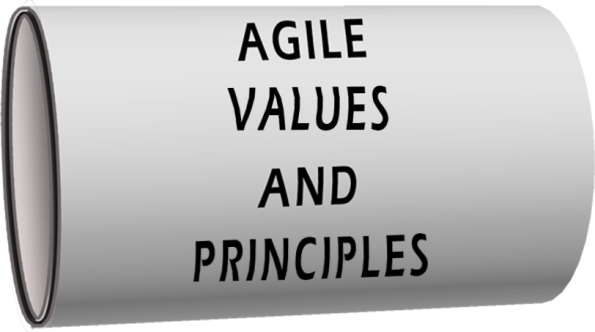 AGILE
VALUES
AND
PRINCIPLES